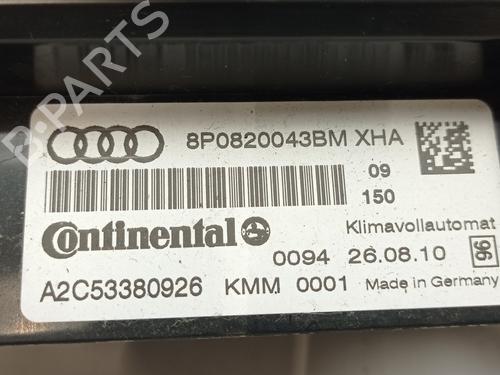 8P0820043BM XHA
09
150
Continental
Klimavollautomat
0094 26.08.10 96
A2C53380926 KMM 0001 Made in Germany
B-PARTS